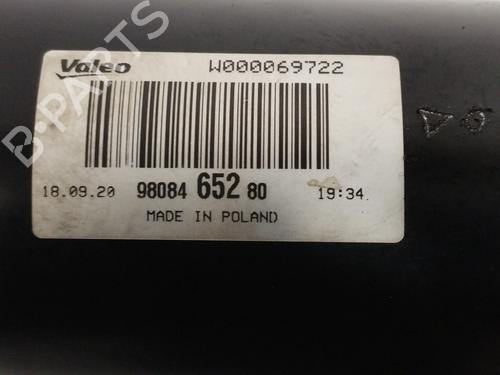 Valeo W000069722
18.09.20 98084 652 80 19:34
MADE IN POLAND
B-PARTS